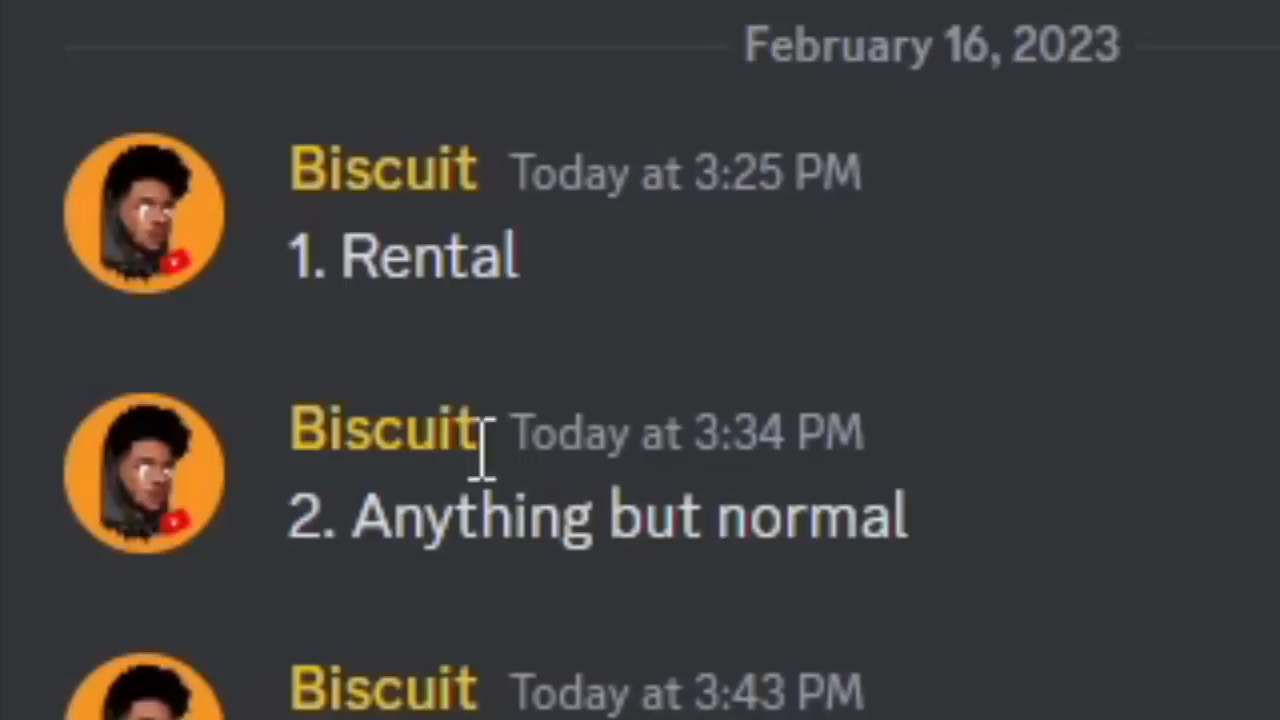 February 16, 2023
Biscuit Today at 3:25 PM
1. Rental
Biscuit Today at 3:34 PM
2. Anything but normal
Biscuit Today at 3:43 PM